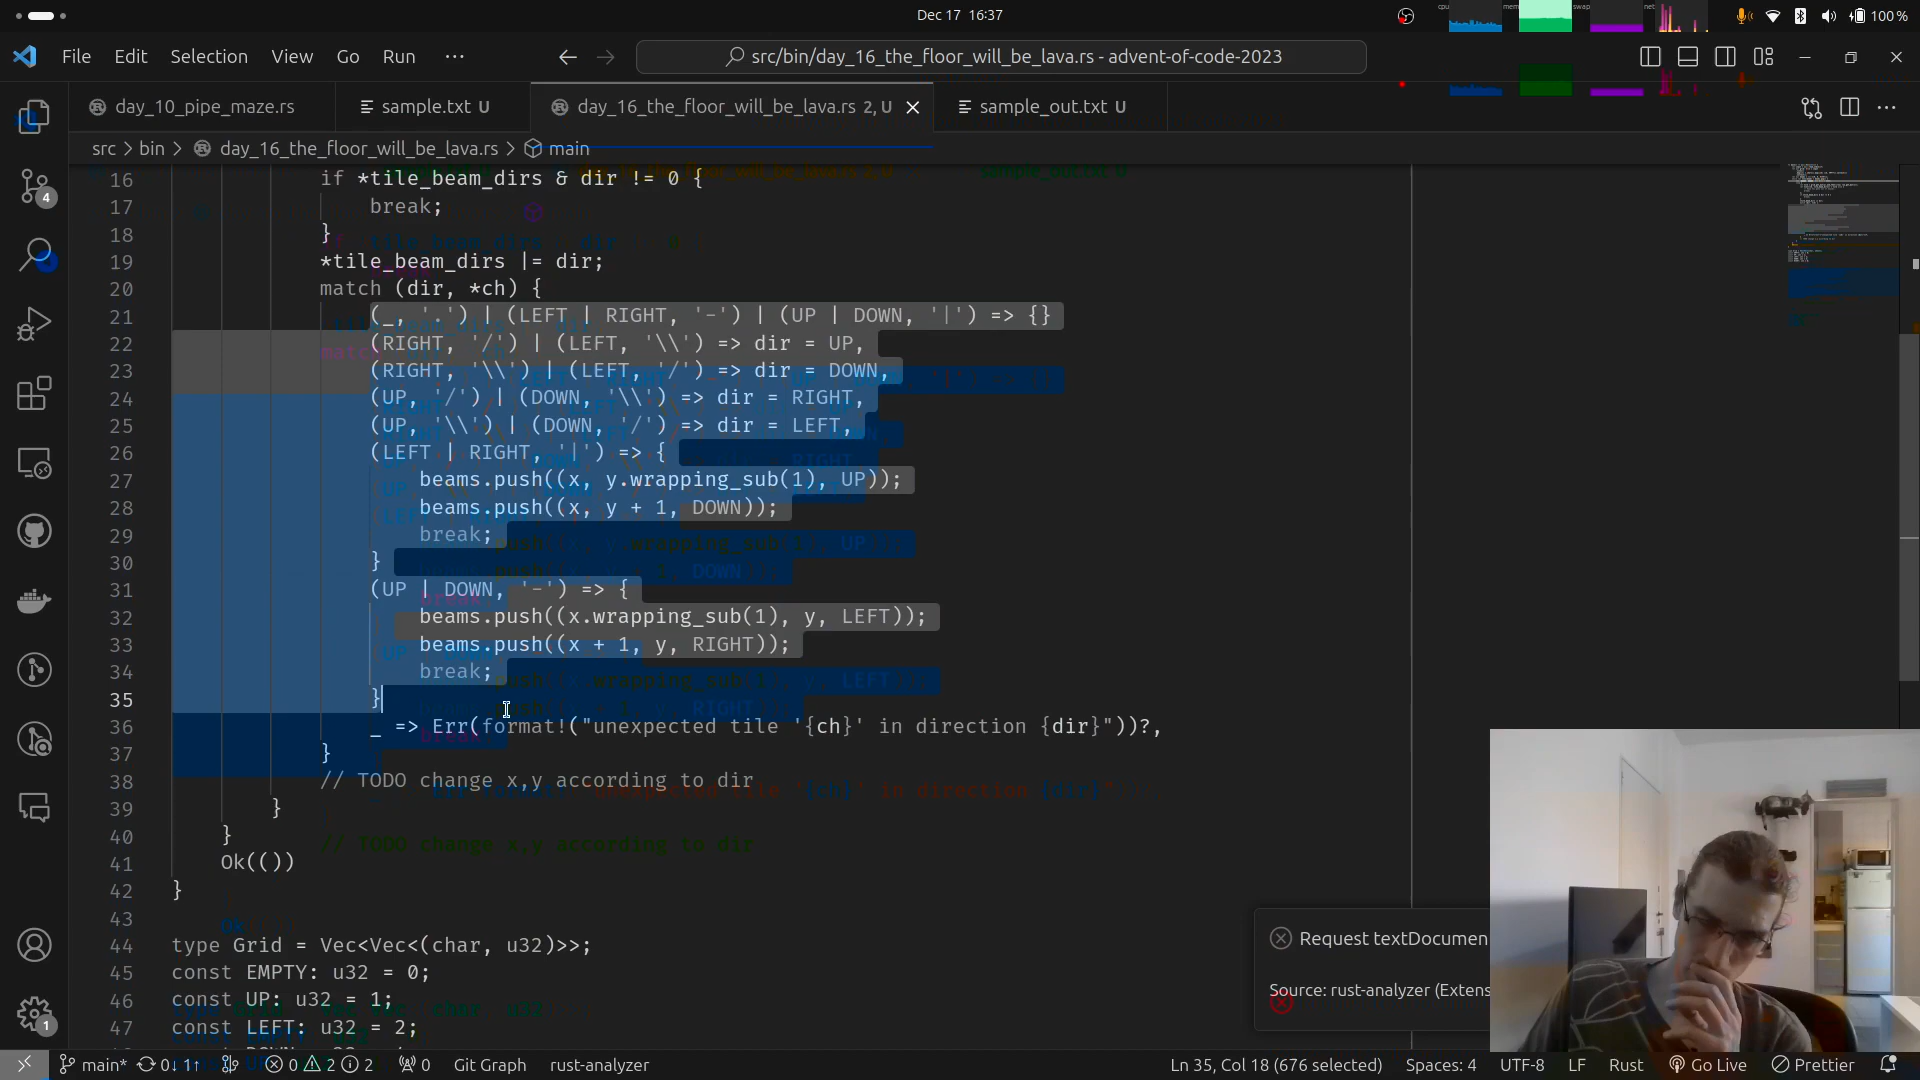 Dec 17 16:37
cpu mem swap net 100 %
File Edit Selection View Go Run ··· src/bin/day_16_the_floor_will_be_lava.rs - advent-of-code-2023
day_10_pipe_maze.rs sample.txt U day_16_the_floor_will_be_lava.rs 2, U sample_out.txt U
src > bin > day_16_the_floor_will_be_lava.rs > main
16 if *tile_beam_dirs & dir != 0 {
17 break;
18 }
19 *tile_beam_dirs |= dir;
20 match (dir, *ch) {
21 (_, '.') | (LEFT | RIGHT, '-') | (UP | DOWN, '|') => {}
22 (RIGHT, '/') | (LEFT, '\\') => dir = UP,
23 (RIGHT, '\\') | (LEFT, '/') => dir = DOWN,
24 (UP, '/') | (DOWN, '\\') => dir = RIGHT,
25 (UP, '\\') | (DOWN, '/') => dir = LEFT,
26 (LEFT | RIGHT, '|') => {
27 beams.push((x, y.wrapping_sub(1), UP));
28 beams.push((x, y + 1, DOWN));
29 break;
30 }
31 (UP | DOWN, '-') => {
32 beams.push((x.wrapping_sub(1), y, LEFT));
33 beams.push((x + 1, y, RIGHT));
34 break;
35 }
36 _ => Err(format!("unexpected tile '{ch}' in direction {dir}"))?,
37 }
38 // TODO change x,y according to dir
39 }
40 }
41 Ok(())
42 }
43
44 type Grid = Vec<Vec<(char, u32)>>;
45 const EMPTY: u32 = 0;
46 const UP: u32 = 1;
47 const LEFT: u32 = 2;
4
1
Request textDocumen
Source: rust-analyzer (Extens
main* 0↓ 1↑ 0 2 2 0 Git Graph rust-analyzer Ln 35, Col 18 (676 selected) Spaces: 4 UTF-8 LF Rust Go Live Prettier